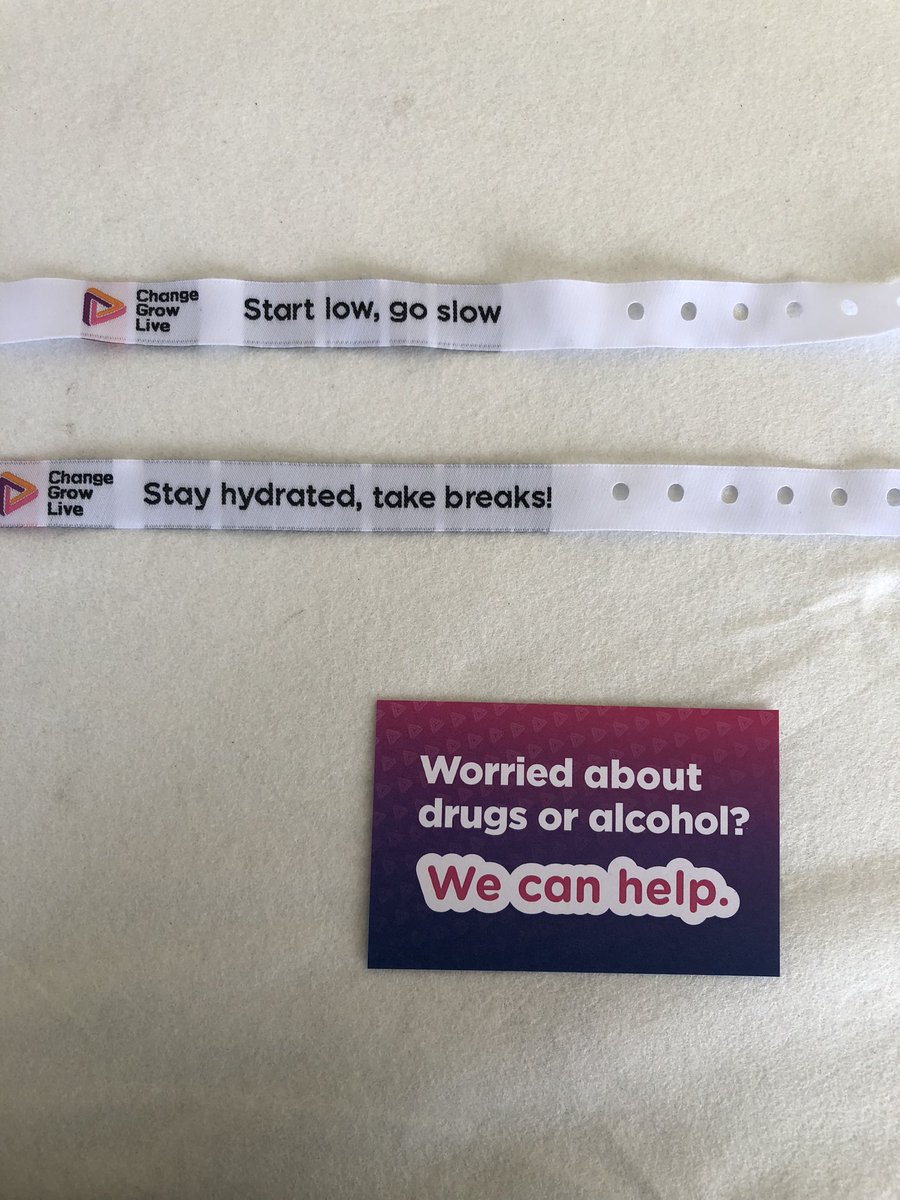 Change
Grow
Live
Start low, go slow
Change
Grow
Live
Stay hydrated, take breaks!
Worried about
drugs or alcohol?
We can help.